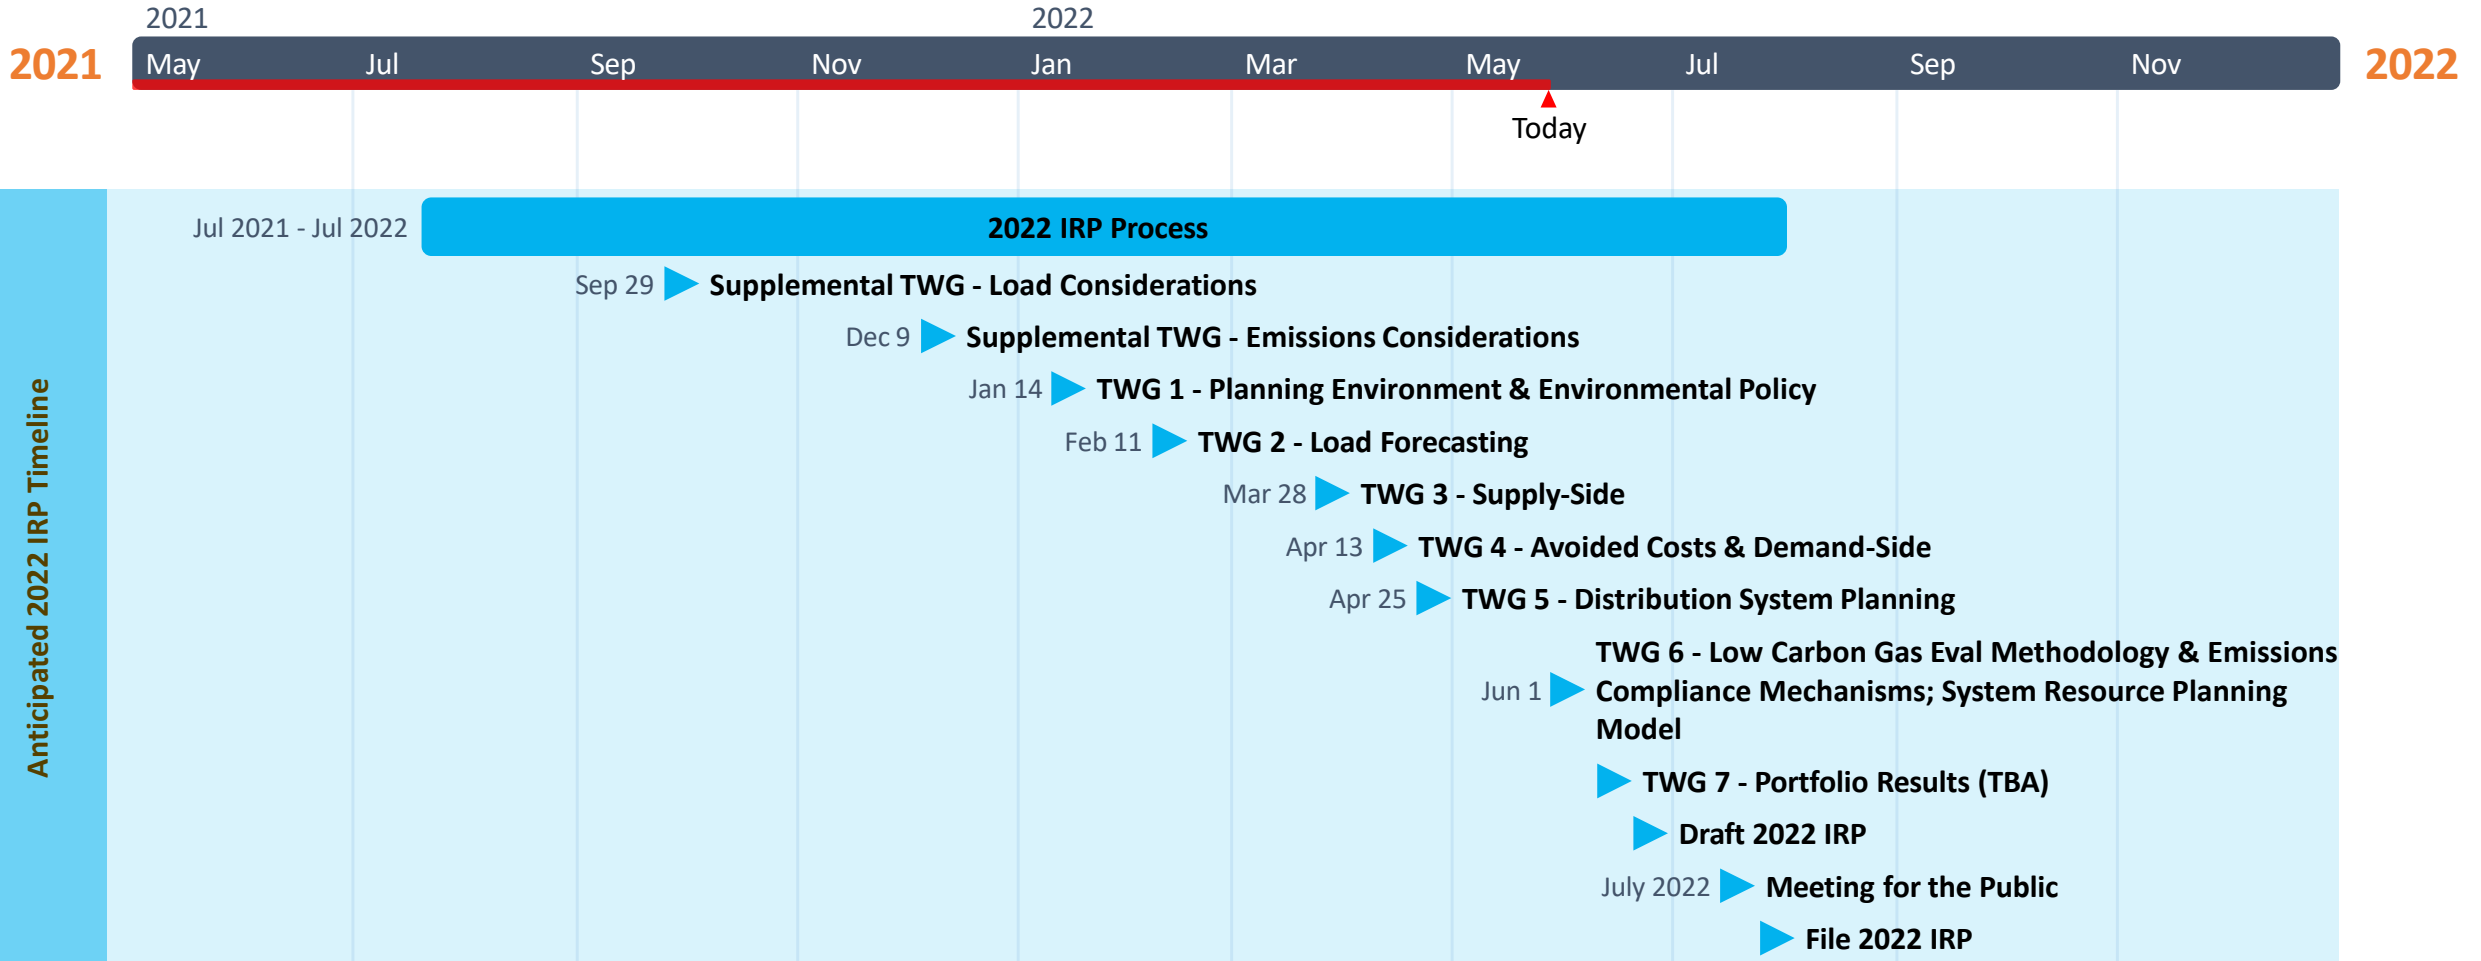 2021 2022
2021 May Jul Sep Nov Jan Mar May Jul Sep Nov 2022
Today
Anticipated 2022 IRP Timeline
Jul 2021 - Jul 2022 2022 IRP Process
Sep 29 Supplemental TWG - Load Considerations
Dec 9 Supplemental TWG - Emissions Considerations
Jan 14 TWG 1 - Planning Environment & Environmental Policy
Feb 11 TWG 2 - Load Forecasting
Mar 28 TWG 3 - Supply-Side
Apr 13 TWG 4 - Avoided Costs & Demand-Side
Apr 25 TWG 5 - Distribution System Planning
TWG 6 - Low Carbon Gas Eval Methodology & Emissions
Jun 1 Compliance Mechanisms; System Resource Planning
Model
TWG 7 - Portfolio Results (TBA)
Draft 2022 IRP
July 2022 Meeting for the Public
File 2022 IRP